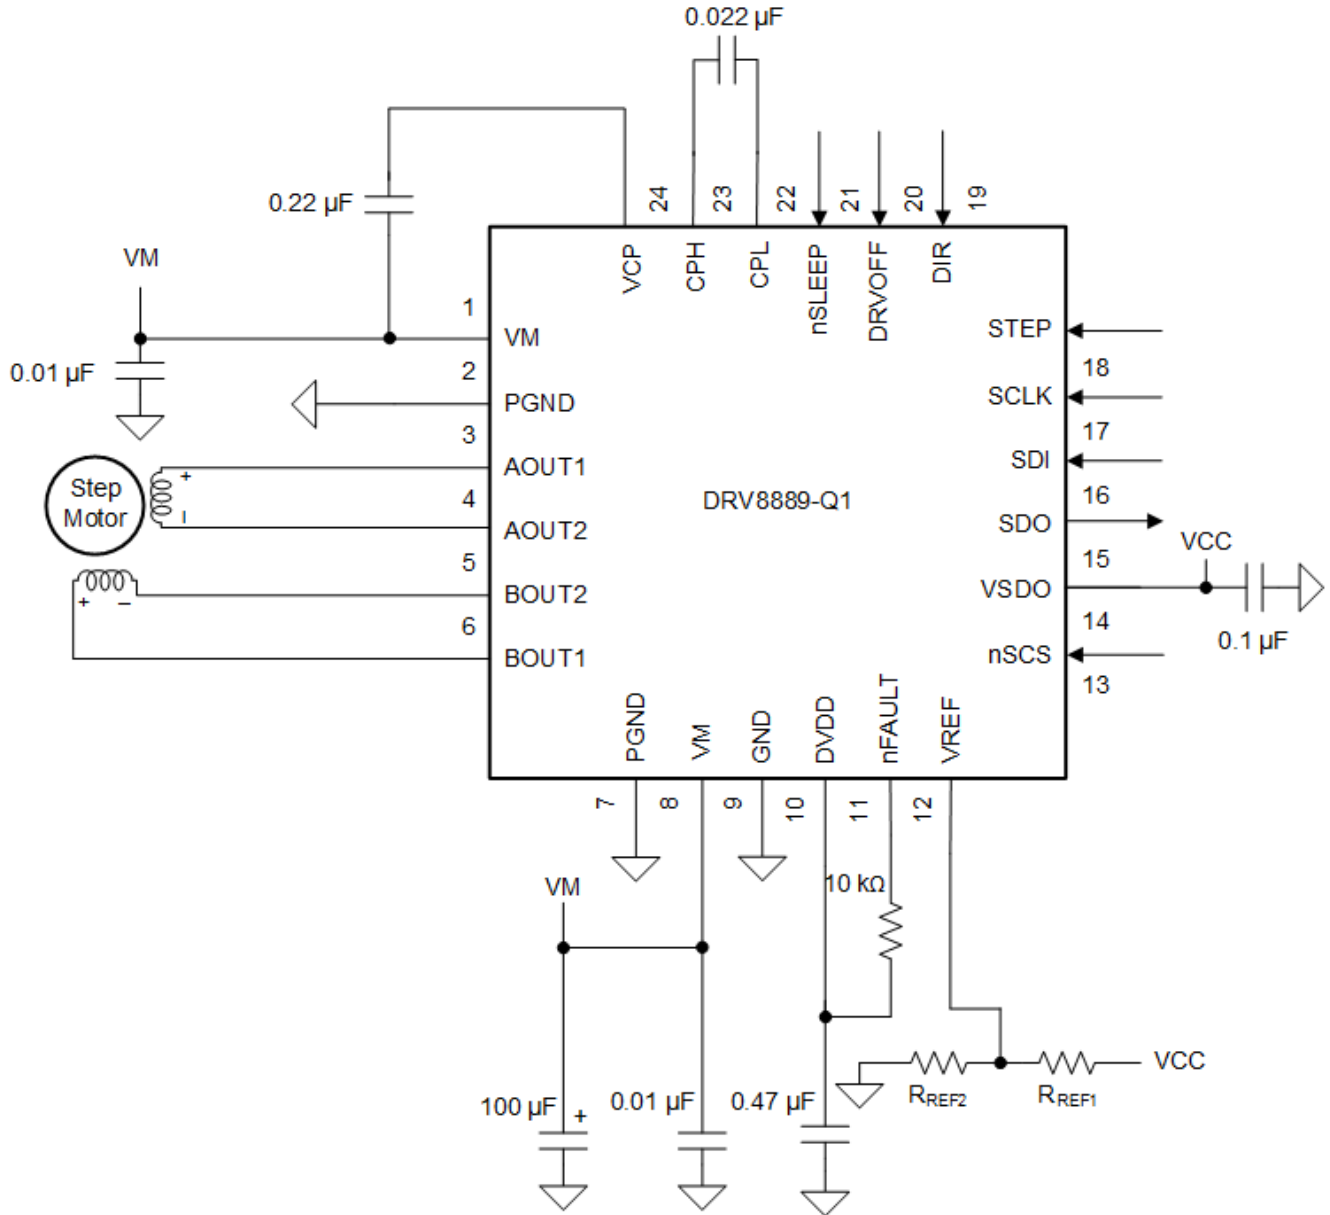 0.022 µF
0.22 µF
24
23
22
21
20
19
VCP
CPH
CPL
nSLEEP
DRVOFF
DIR
VM
1
VM
0.01 µF
2
PGND
3
AOUT1
4
AOUT2
5
BOUT2
6
BOUT1
Step
Motor
+
–
+
–
DRV8889-Q1
STEP
18
SCLK
17
SDI
16
SDO
15
VCC
VSDO
14
0.1 µF
nSCS
13
PGND
VM
GND
DVDD
nFAULT
VREF
7
8
9
10
11
12
VM
10 kΩ
VCC
RREF2
RREF1
100 µF
+
0.01 µF
0.47 µF